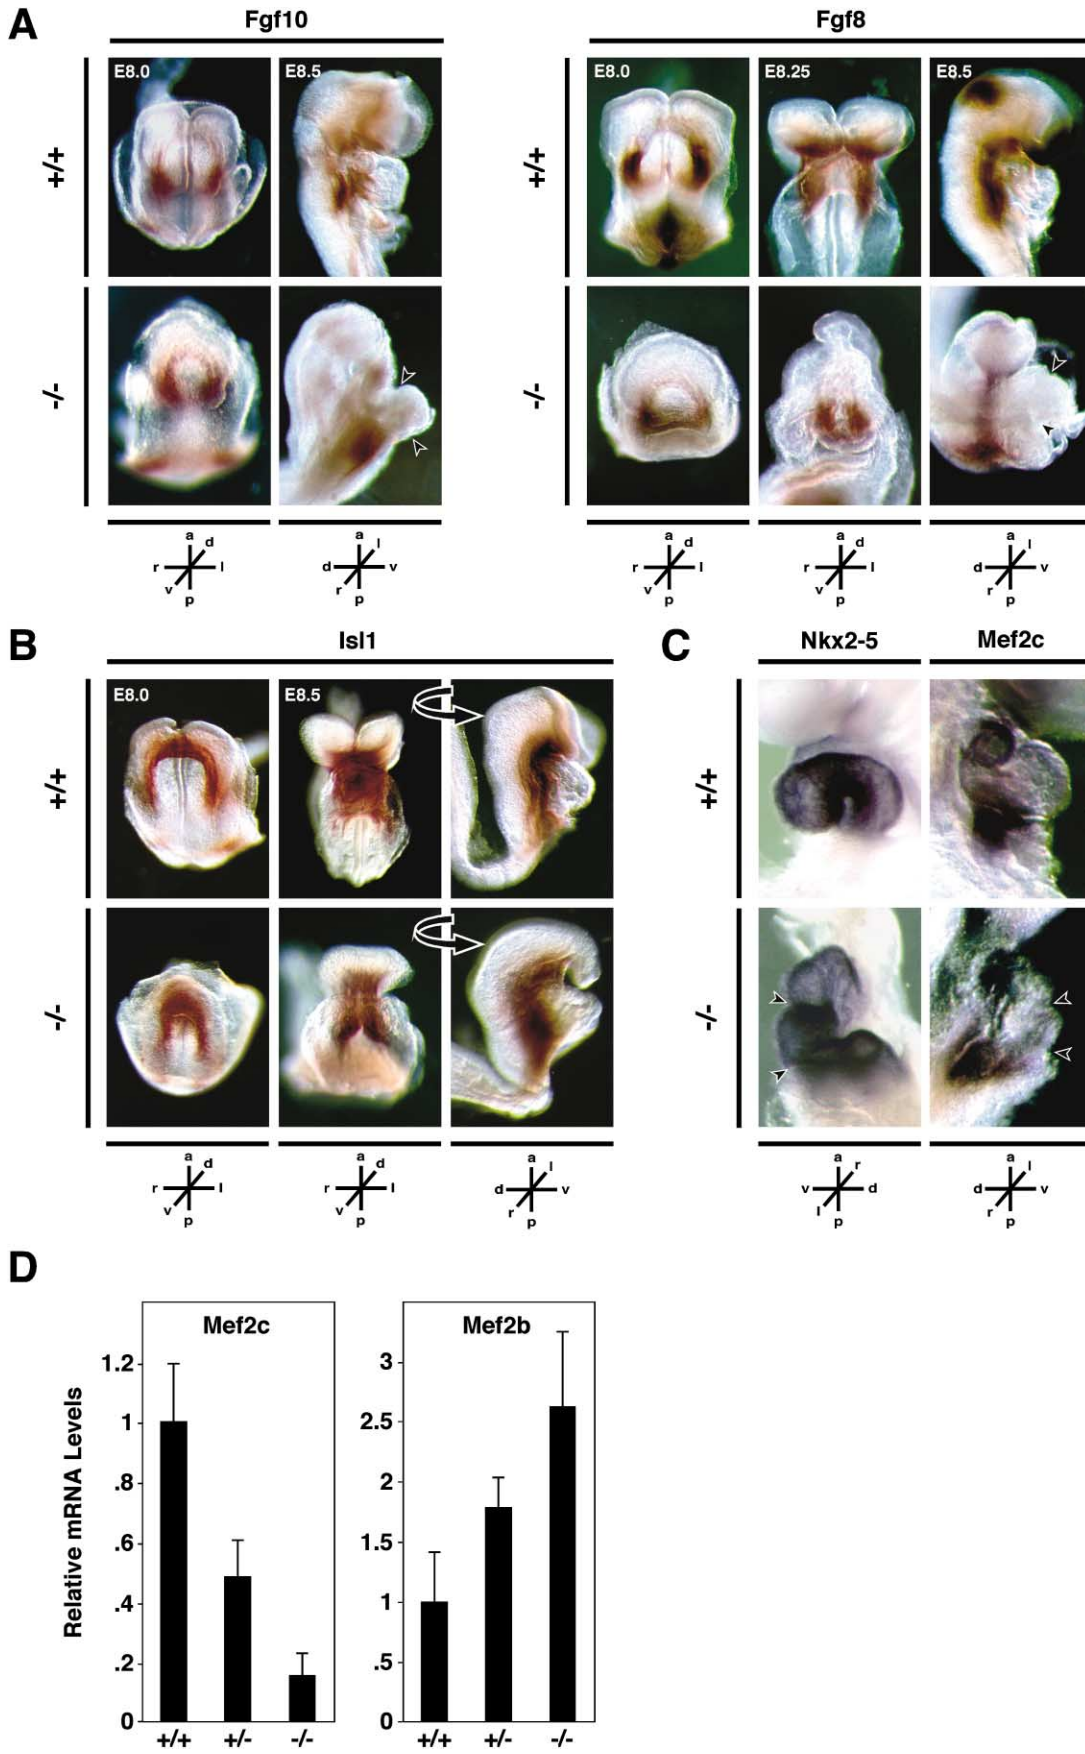 A
Fgf10
Fgf8
E8.0
E8.5
E8.0
E8.25
E8.5
+/+
+/+
-/-
-/-
a
d
r
l
v
p
a
l
d
v
r
p
a
d
r
l
v
p
a
d
r
l
v
p
a
l
d
v
r
p
B
Isl1
C
Nkx2-5
Mef2c
E8.0
E8.5
+/+
+/+
-/-
-/-
a
d
r
l
v
p
a
d
r
l
v
p
a
l
d
v
r
p
a
r
v
d
l
p
a
l
d
v
r
p
D
Relative mRNA Levels
Mef2c
1.2
1
.8
.6
.4
.2
0
+/+ +/- -/-
Mef2b
3
2.5
2
1.5
1
.5
0
+/+ +/- -/-